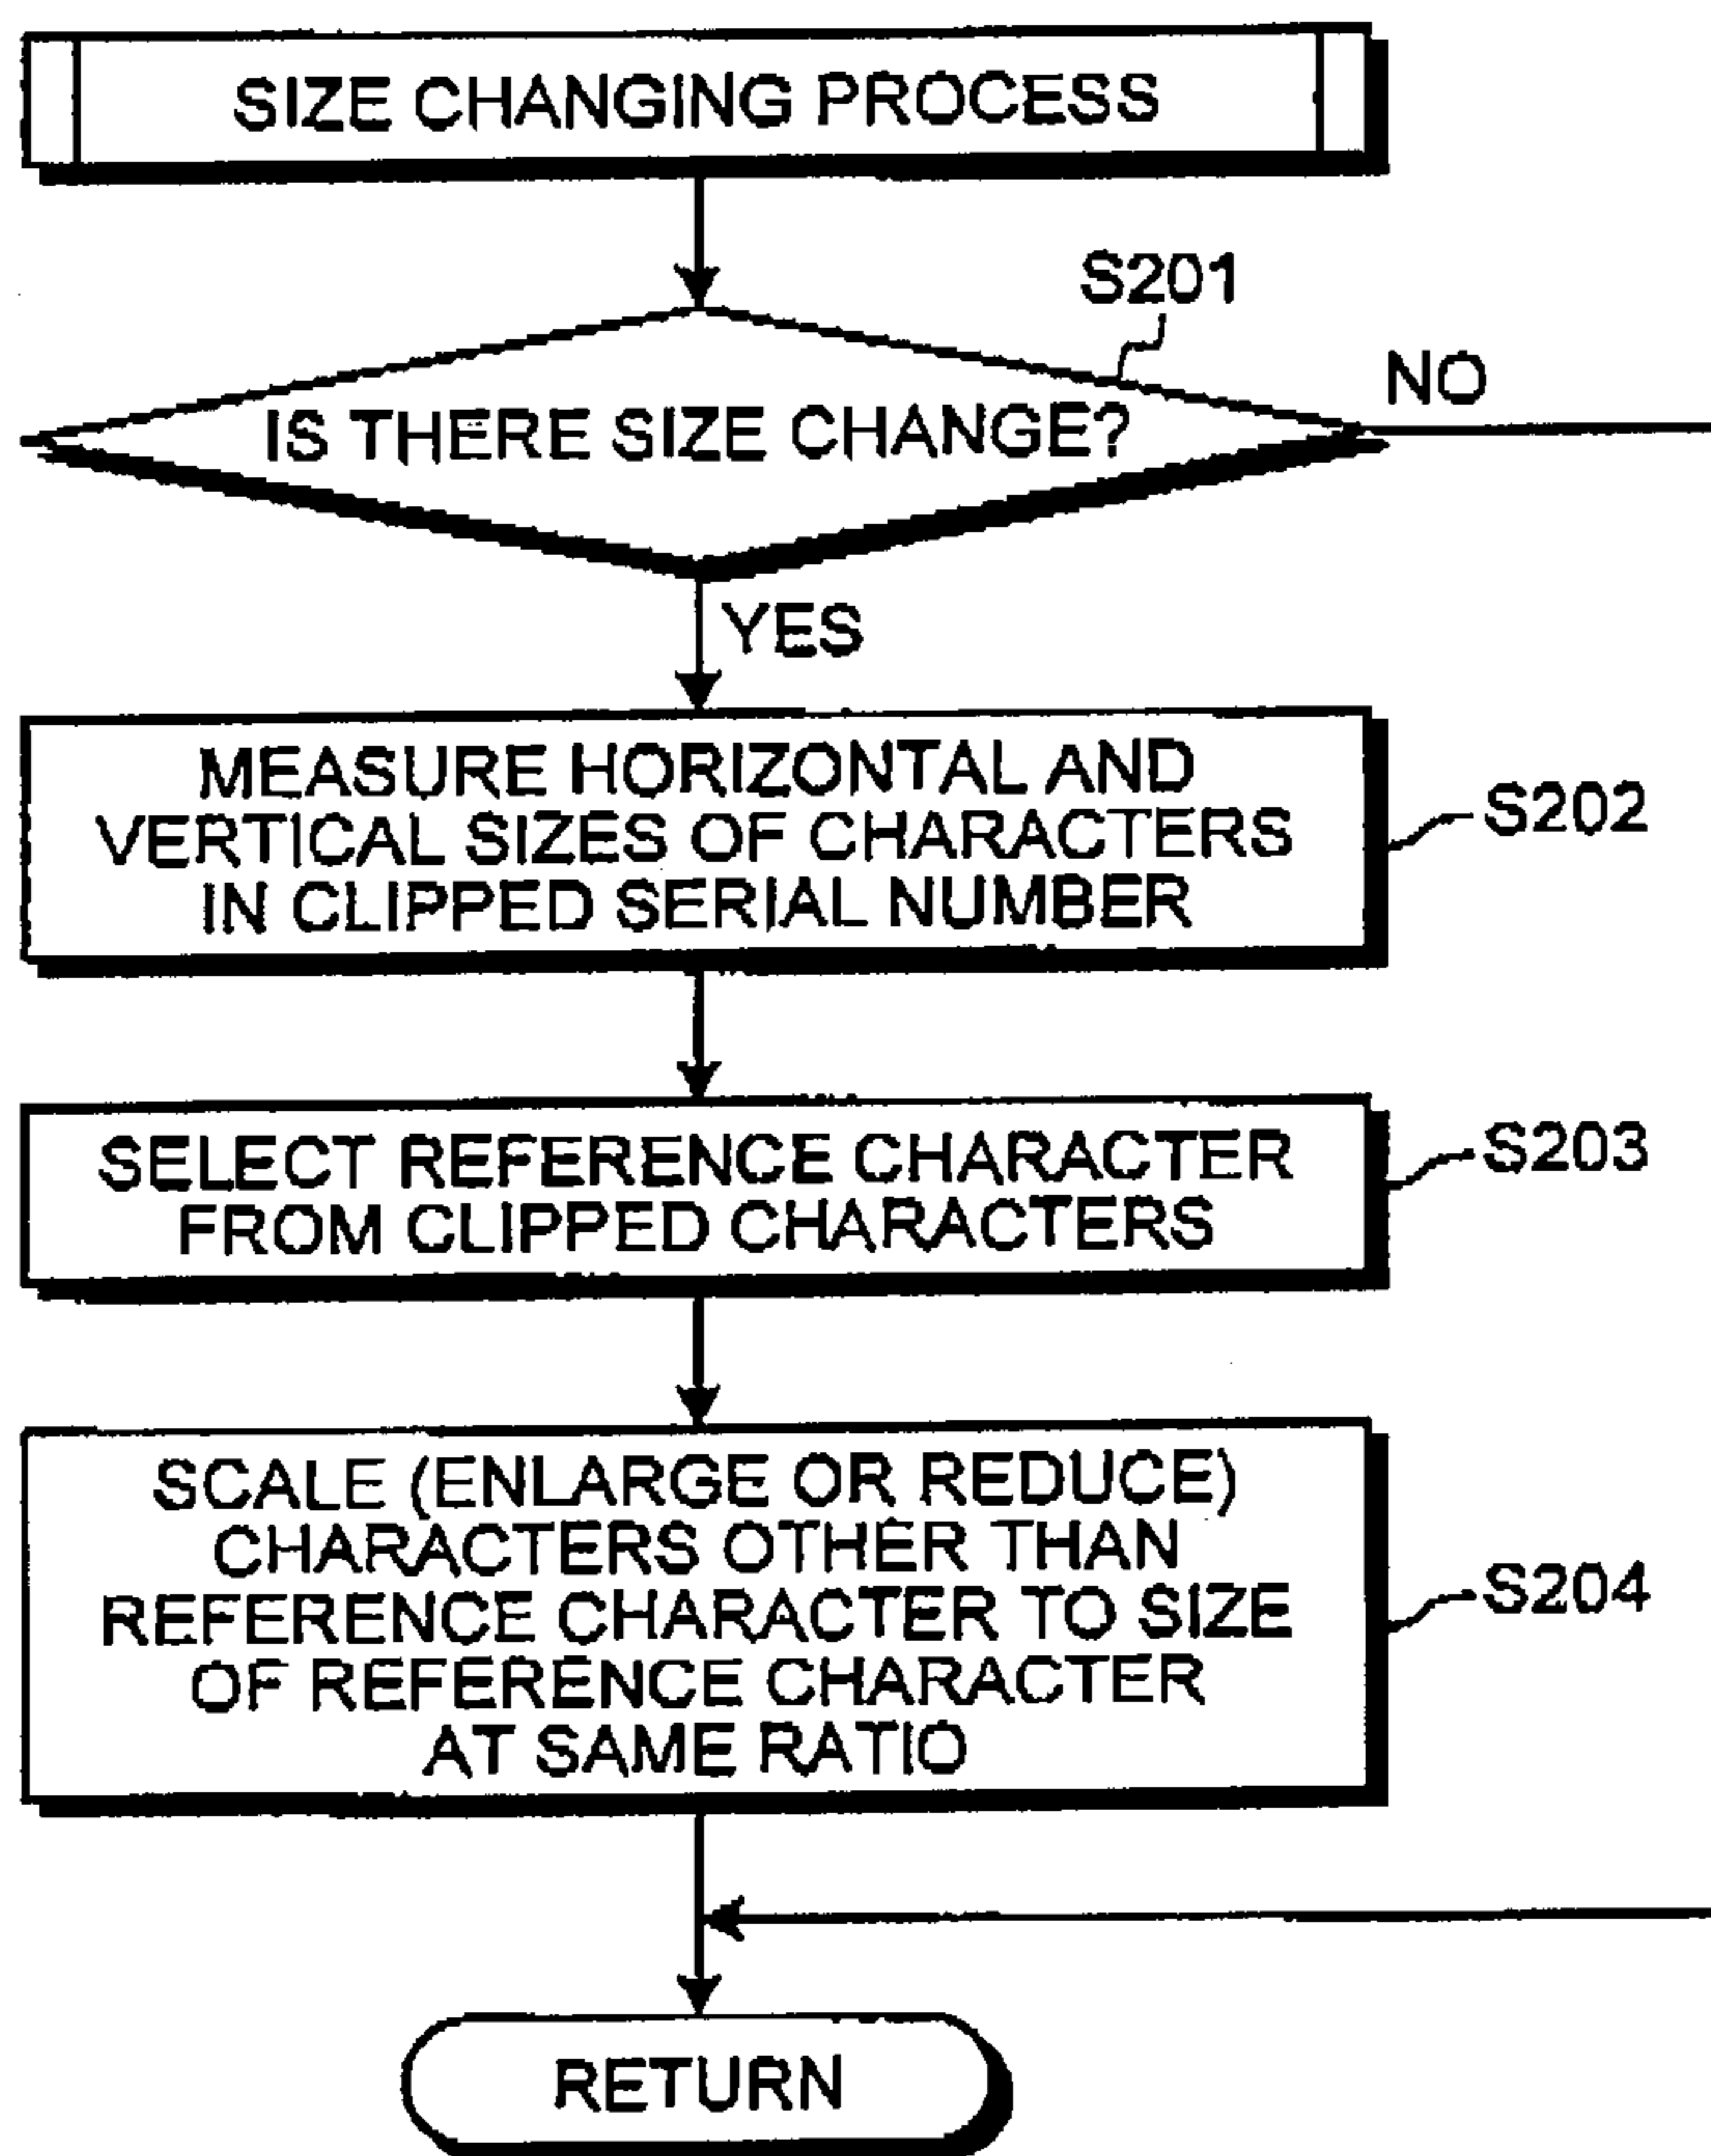 SIZE CHANGING PROCESS
S201
IS THERE SIZE CHANGE?
NO
YES
MEASURE HORIZONTAL AND
VERTICAL SIZES OF CHARACTERS
IN CLIPPED SERIAL NUMBER
S202
SELECT REFERENCE CHARACTER
FROM CLIPPED CHARACTERS
S203
SCALE (ENLARGE OR REDUCE)
CHARACTERS OTHER THAN
REFERENCE CHARACTER TO SIZE
OF REFERENCE CHARACTER
AT SAME RATIO
S204
RETURN